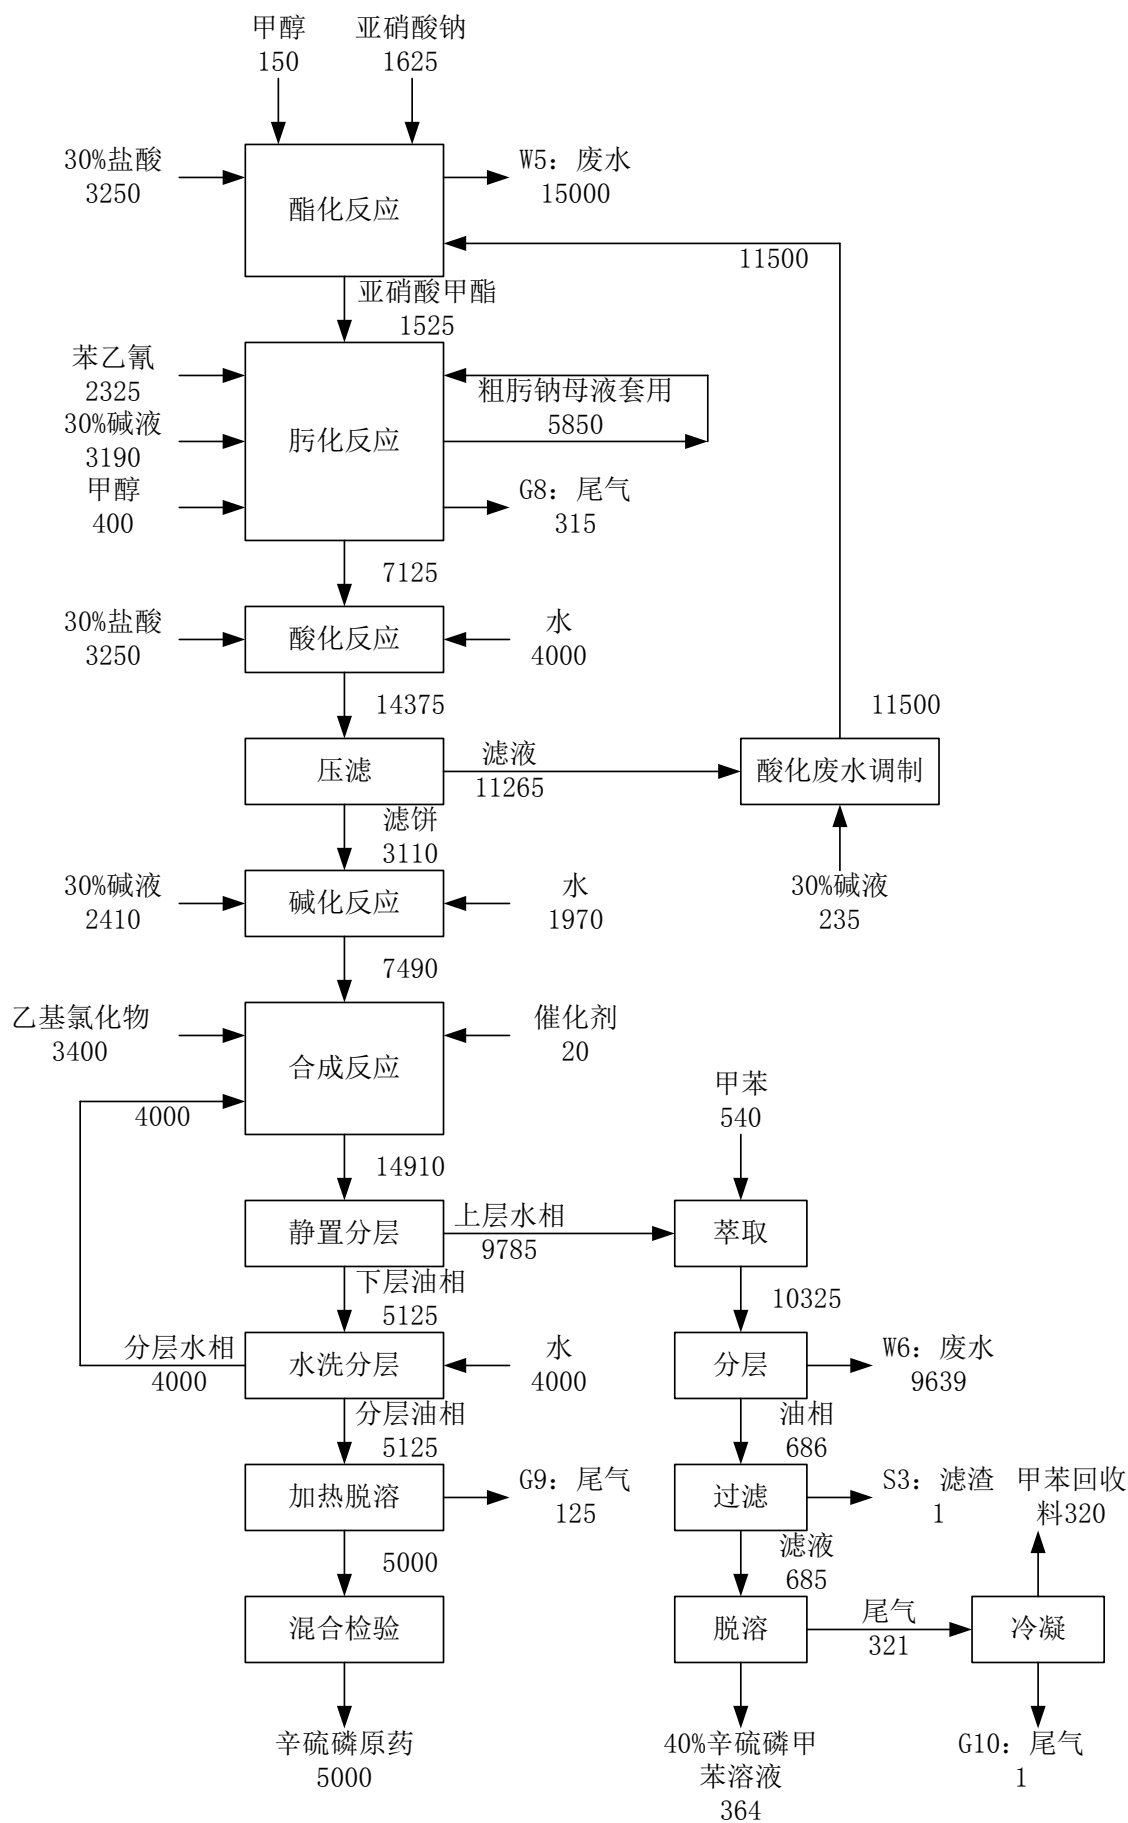 甲醇
150
亚硝酸钠
1625
30%盐酸
3250
酯化反应
W5：废水
15000
11500
亚硝酸甲酯
1525
苯乙氰
2325
30%碱液
3190
甲醇
400
肟化反应
粗肟钠母液套用
5850
G8：尾气
315
7125
30%盐酸
3250
酸化反应
水
4000
14375
11500
压滤
滤液
11265
酸化废水调制
滤饼
3110
30%碱液
2410
碱化反应
水
1970
30%碱液
235
7490
乙基氯化物
3400
合成反应
催化剂
20
4000
甲苯
540
14910
静置分层
上层水相
9785
萃取
下层油相
5125
10325
分层水相
4000
水洗分层
水
4000
分层
W6：废水
9639
分层油相
5125
油相
686
加热脱溶
G9：尾气
125
过滤
S3：滤渣
1
甲苯回收
料320
5000
滤液
685
混合检验
脱溶
尾气
321
冷凝
辛硫磷原药
5000
40%辛硫磷甲
苯溶液
364
G10：尾气
1